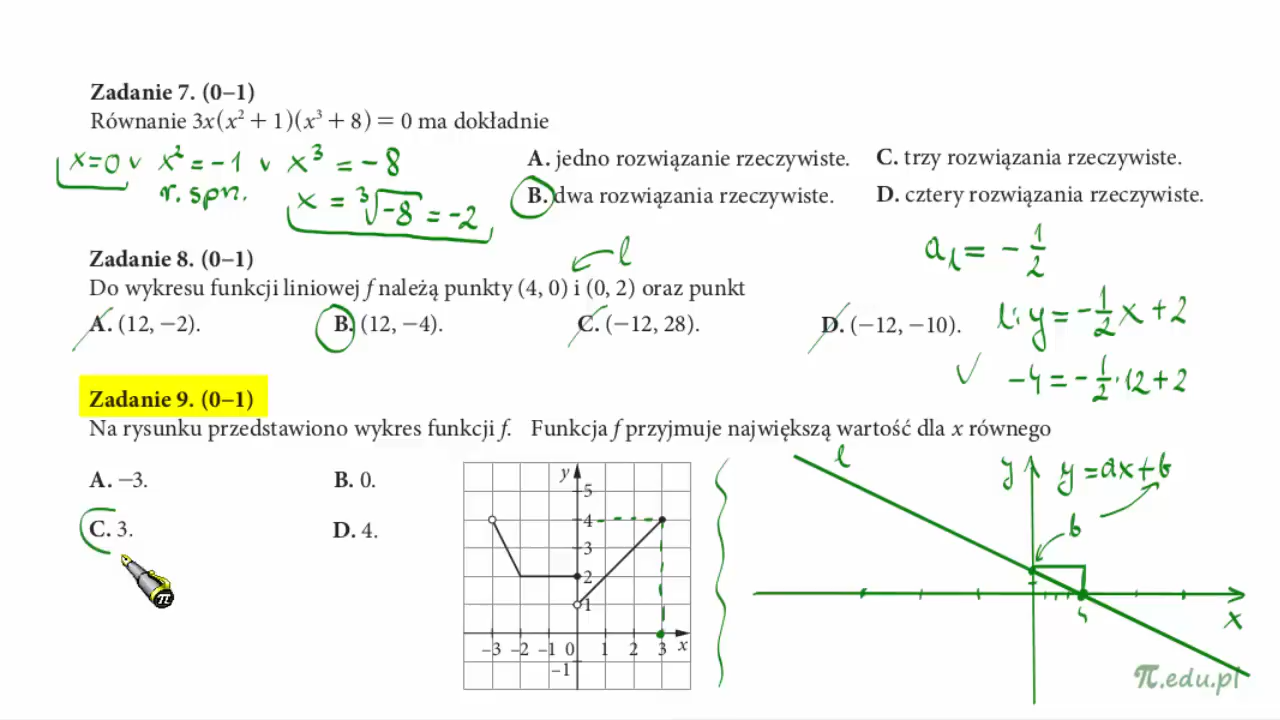 Zadanie 7. (0–1)
Równanie 3x(x² + 1)(x³ + 8) = 0 ma dokładnie
x=0 v x² = -1 v x³ = -8
r. spn.
x = ³√-8 = -2
A. jedno rozwiązanie rzeczywiste. C. trzy rozwiązania rzeczywiste.
B. dwa rozwiązania rzeczywiste. D. cztery rozwiązania rzeczywiste.
Zadanie 8. (0–1)
l
Do wykresu funkcji liniowej f należą punkty (4, 0) i (0, 2) oraz punkt
A. (12, −2). B. (12, −4). C. (−12, 28). D. (−12, −10).
a_l = - 1/2
l: y = -1/2 x + 2
-4 = -1/2 · 12 + 2
Zadanie 9. (0–1)
Na rysunku przedstawiono wykres funkcji f. Funkcja f przyjmuje największą wartość dla x równego
A. −3. B. 0.
C. 3. D. 4.
y
5
4
3
2
1
−3 −2 −1 0 1 2 3 x
−1
l
y y = ax+b
b
4
x
π.edu.pl
π